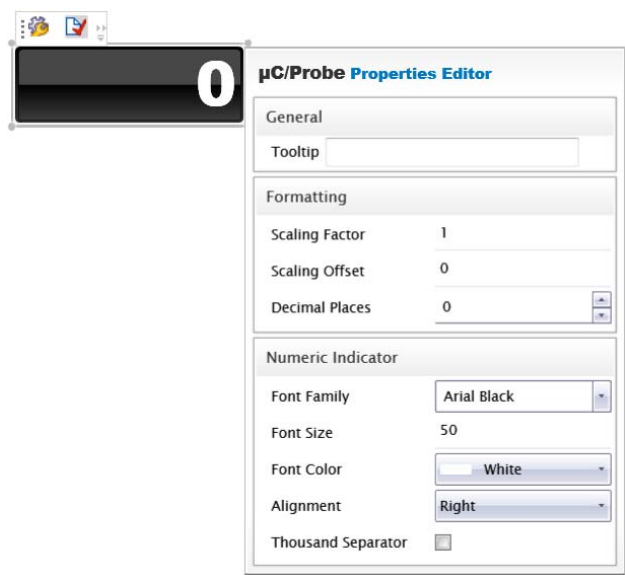 0
µC/Probe Properties Editor
General
Tooltip
Formatting
Scaling Factor 1
Scaling Offset 0
Decimal Places 0
Numeric Indicator
Font Family Arial Black
Font Size 50
Font Color White
Alignment Right
Thousand Separator